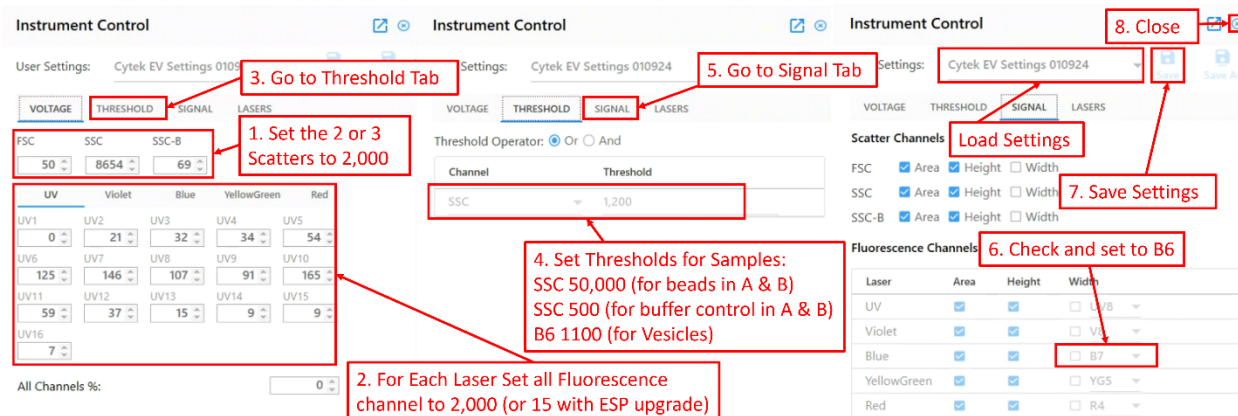 Instrument Control
User Settings: Cytek EV Settings 0109
3. Go to Threshold Tab
VOLTAGE THRESHOLD SIGNAL LASERS
FSC SSC SSC-B
50 8654 69
1. Set the 2 or 3
Scatters to 2,000
UV Violet Blue YellowGreen Red
UV1 UV2 UV3 UV4 UV5
0 21 32 34 54
UV6 UV7 UV8 UV9 UV10
125 146 107 91 165
UV11 UV12 UV13 UV14 UV15
59 37 15 9 9
UV16
7
All Channels %: 0
2. For Each Laser Set all Fluorescence
channel to 2,000 (or 15 with ESP upgrade)
Instrument Control
Settings: Cytek EV Settings 010924
5. Go to Signal Tab
VOLTAGE THRESHOLD SIGNAL LASERS
Threshold Operator: Or And
Channel Threshold
SSC 1,200
4. Set Thresholds for Samples:
SSC 50,000 (for beads in A & B)
SSC 500 (for buffer control in A & B)
B6 1100 (for Vesicles)
Instrument Control
8. Close
Settings: Cytek EV Settings 010924
Save Save A
VOLTAGE THRESHOLD SIGNAL LASERS
Load Settings
Scatter Channels
FSC Area Height Width
SSC Area Height Width
SSC-B Area Height Width
7. Save Settings
Fluorescence Channels
6. Check and set to B6
Laser Area Height Width
UV UV8
Violet V8
Blue B7
YellowGreen YG5
Red R4